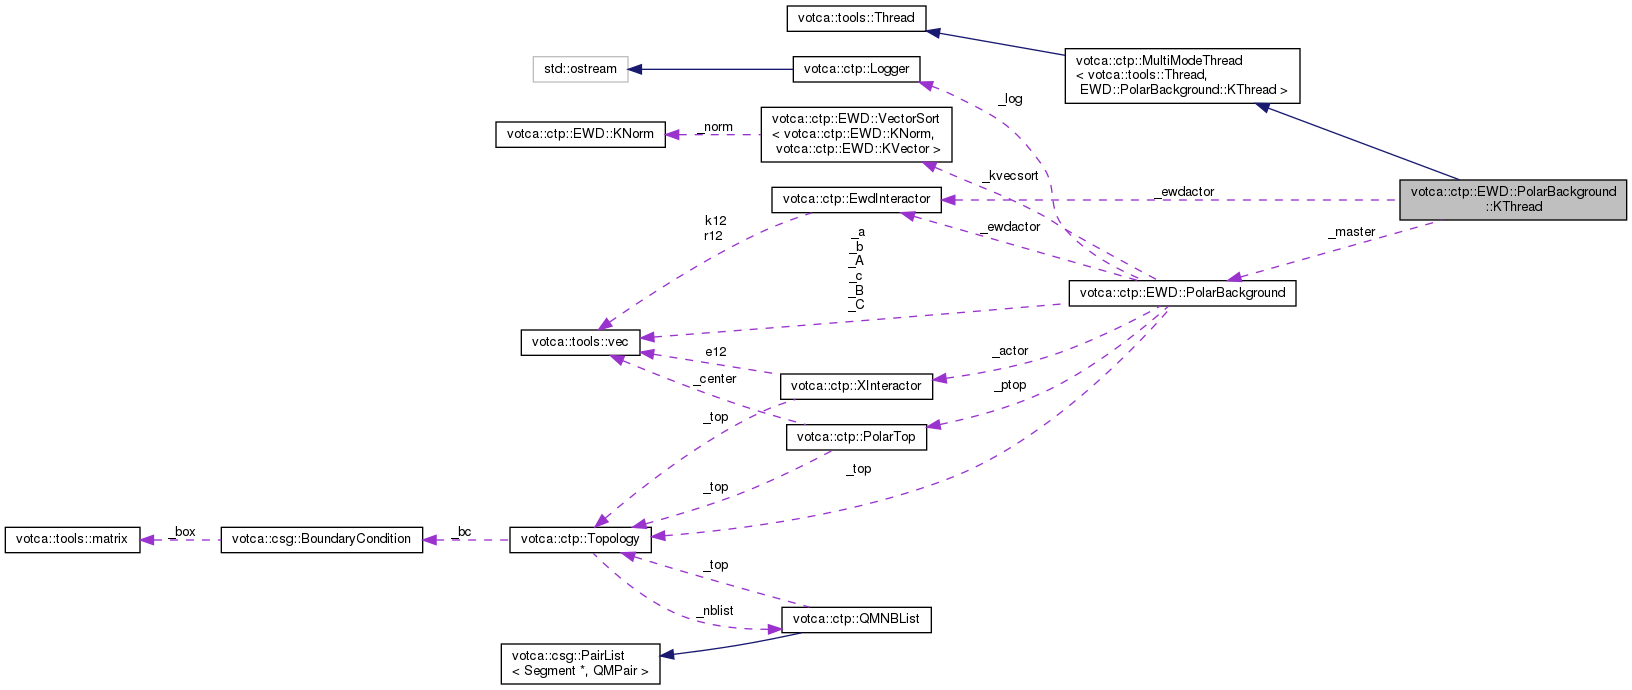 votca::tools::Thread
votca::ctp::MultiModeThread
< votca::tools::Thread,
EWD::PolarBackground::KThread >
std::ostream
votca::ctp::Logger
_log
votca::ctp::EWD::KNorm
_norm
votca::ctp::EWD::VectorSort
< votca::ctp::EWD::KNorm,
votca::ctp::EWD::KVector >
_kvecsort
votca::ctp::EwdInteractor
_ewdactor
votca::ctp::EWD::PolarBackground
::KThread
k12
r12
_ewdactor
_master
_a
_b
_A
_c
_B
_C
votca::ctp::EWD::PolarBackground
votca::tools::vec
e12
_actor
_center
votca::ctp::XInteractor
_ptop
_top
votca::ctp::PolarTop
_top
_top
votca::tools::matrix
_box
votca::csg::BoundaryCondition
_bc
votca::ctp::Topology
_top
_nblist
votca::ctp::QMNBList
votca::csg::PairList
< Segment *, QMPair >